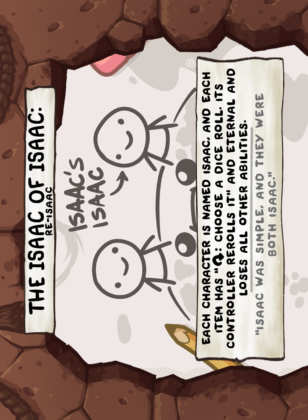 THE ISAAC OF ISAAC:
RE-ISAAC
ISAAC'S
ISAAC
EACH CHARACTER IS NAMED ISAAC, AND EACH
ITEM HAS "↷: CHOOSE A DICE ROLL. ITS
CONTROLLER REROLLS IT" AND ETERNAL AND
LOSES ALL OTHER ABILITIES.
"ISAAC WAS SIMPLE, AND THEY WERE
BOTH ISAAC."